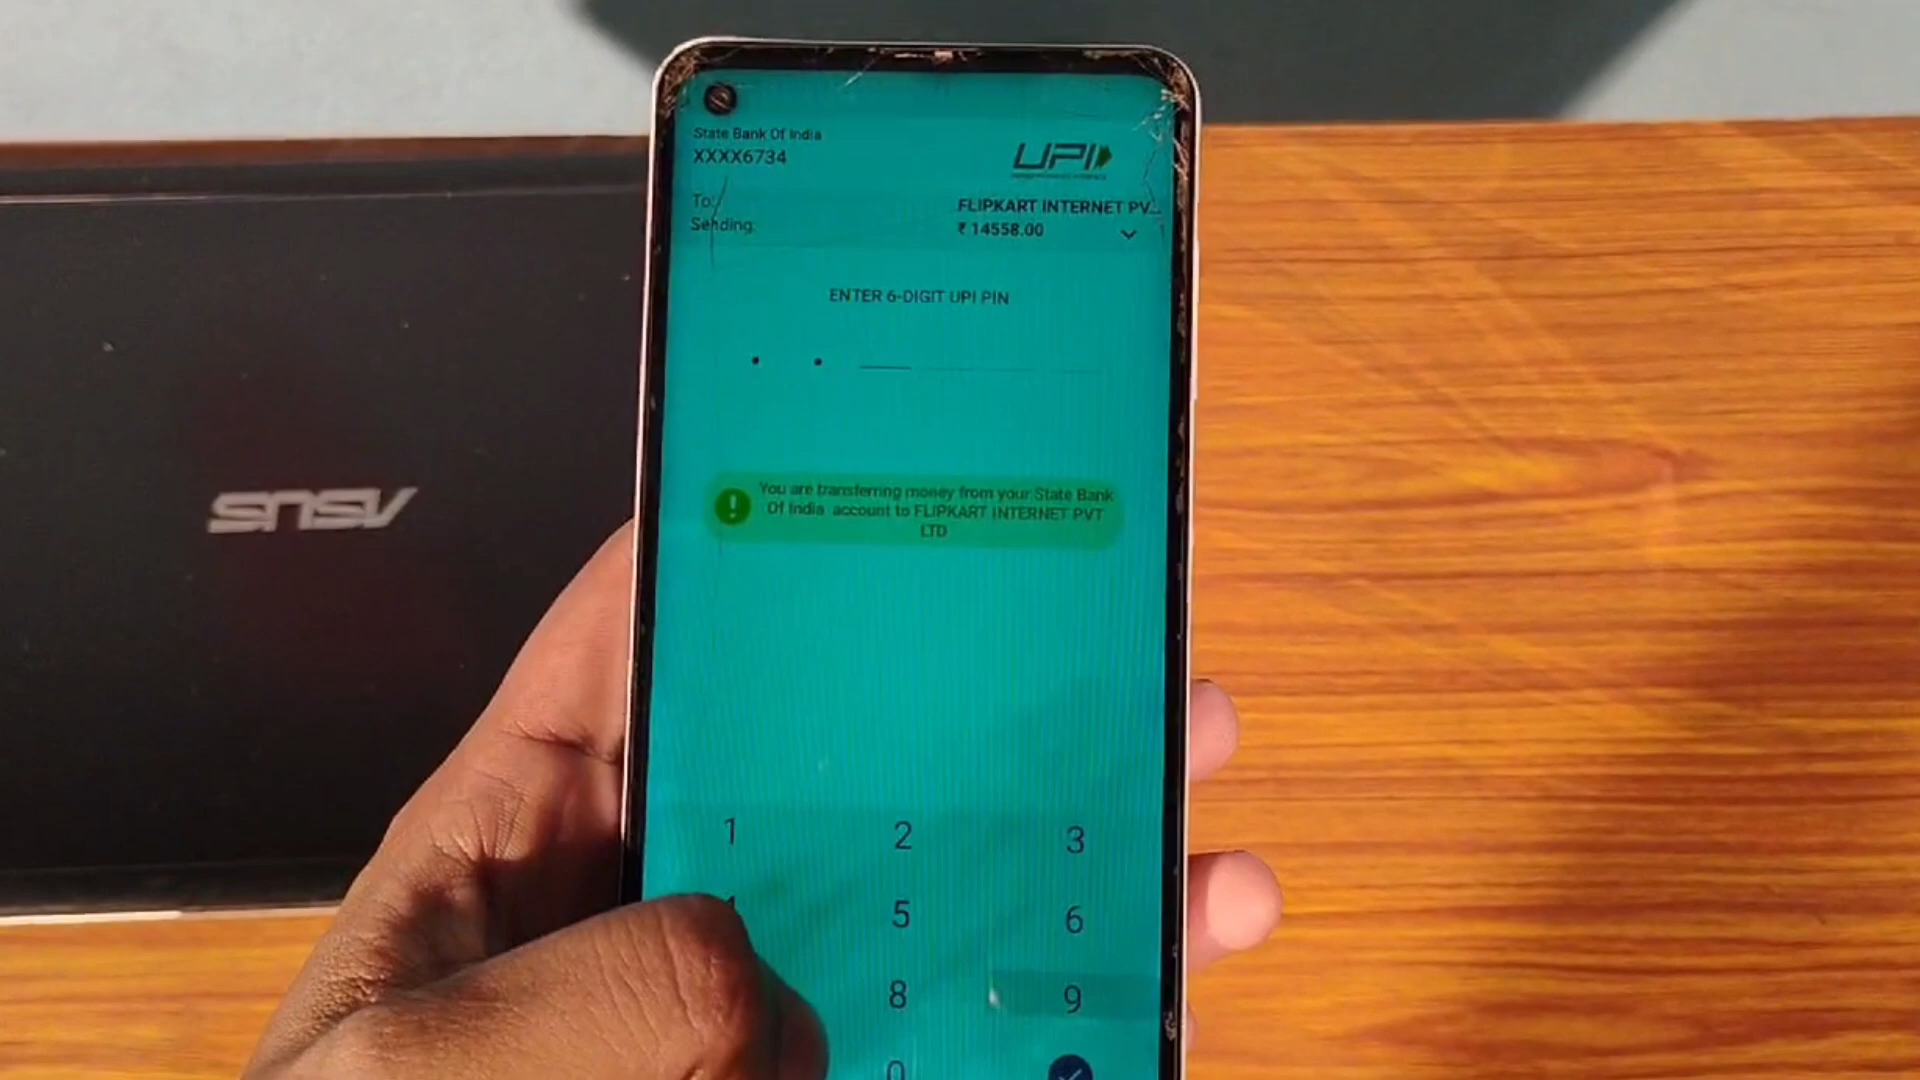 State Bank Of India
XXXX6734
UPI
To:
FLIPKART INTERNET PV...
Sending:
₹ 14558.00
ENTER 6-DIGIT UPI PIN
You are transferring money from your State Bank
Of India account to FLIPKART INTERNET PVT
LTD
1 2 3
5 6
8 9
0
ASUS